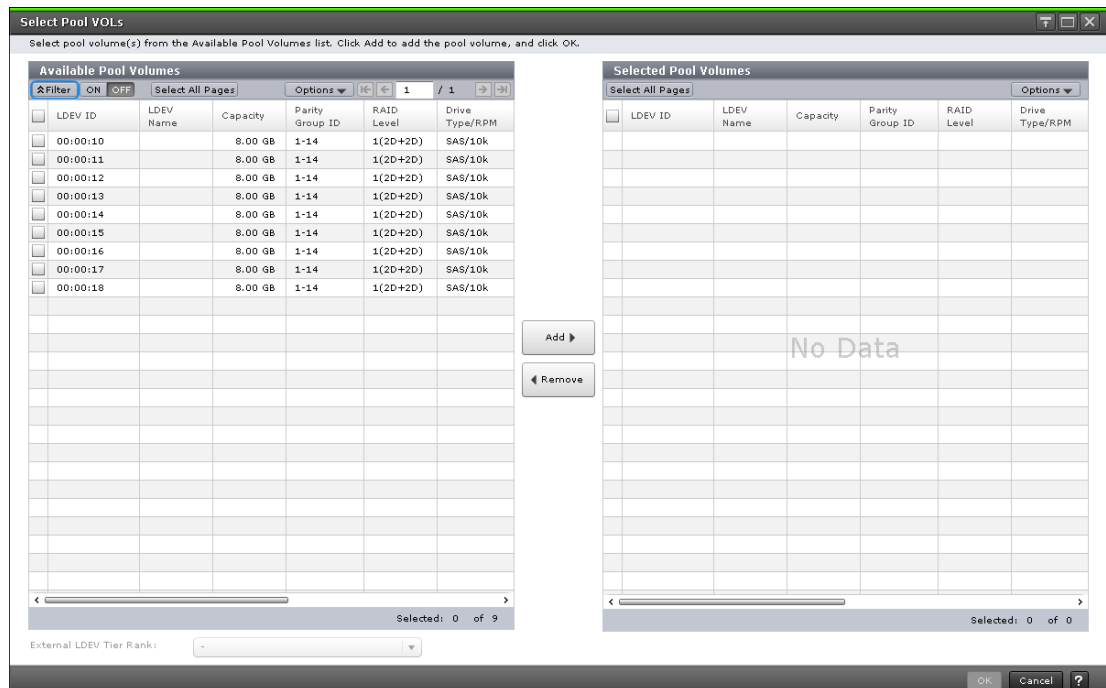 Select Pool VOLs
Select pool volume(s) from the Available Pool Volumes list. Click Add to add the pool volume, and click OK.
Available Pool Volumes
Filter ON OFF Select All Pages Options 1 / 1
LDEV ID LDEV Name Capacity Parity Group ID RAID Level Drive Type/RPM
00:00:10 8.00 GB 1-14 1(2D+2D) SAS/10k
00:00:11 8.00 GB 1-14 1(2D+2D) SAS/10k
00:00:12 8.00 GB 1-14 1(2D+2D) SAS/10k
00:00:13 8.00 GB 1-14 1(2D+2D) SAS/10k
00:00:14 8.00 GB 1-14 1(2D+2D) SAS/10k
00:00:15 8.00 GB 1-14 1(2D+2D) SAS/10k
00:00:16 8.00 GB 1-14 1(2D+2D) SAS/10k
00:00:17 8.00 GB 1-14 1(2D+2D) SAS/10k
00:00:18 8.00 GB 1-14 1(2D+2D) SAS/10k
Selected: 0 of 9
External LDEV Tier Rank: -
Add
Remove
Selected Pool Volumes
Select All Pages Options
LDEV ID LDEV Name Capacity Parity Group ID RAID Level Drive Type/RPM
No Data
Selected: 0 of 0
OK Cancel ?